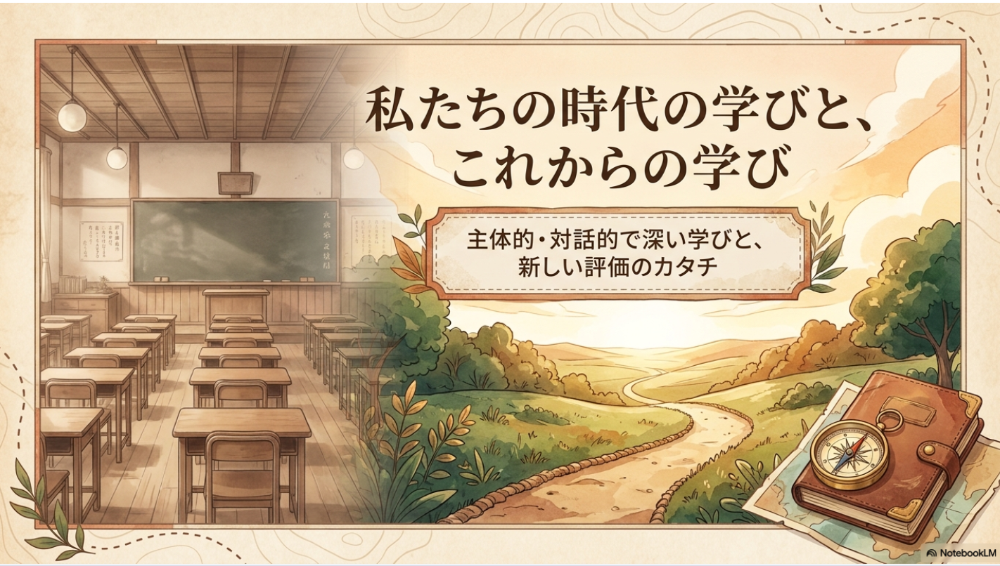 私たちの時代の学びと、
これからの学び
主体的・対話的で深い学びと、
新しい評価のカタチ
NotebookLM